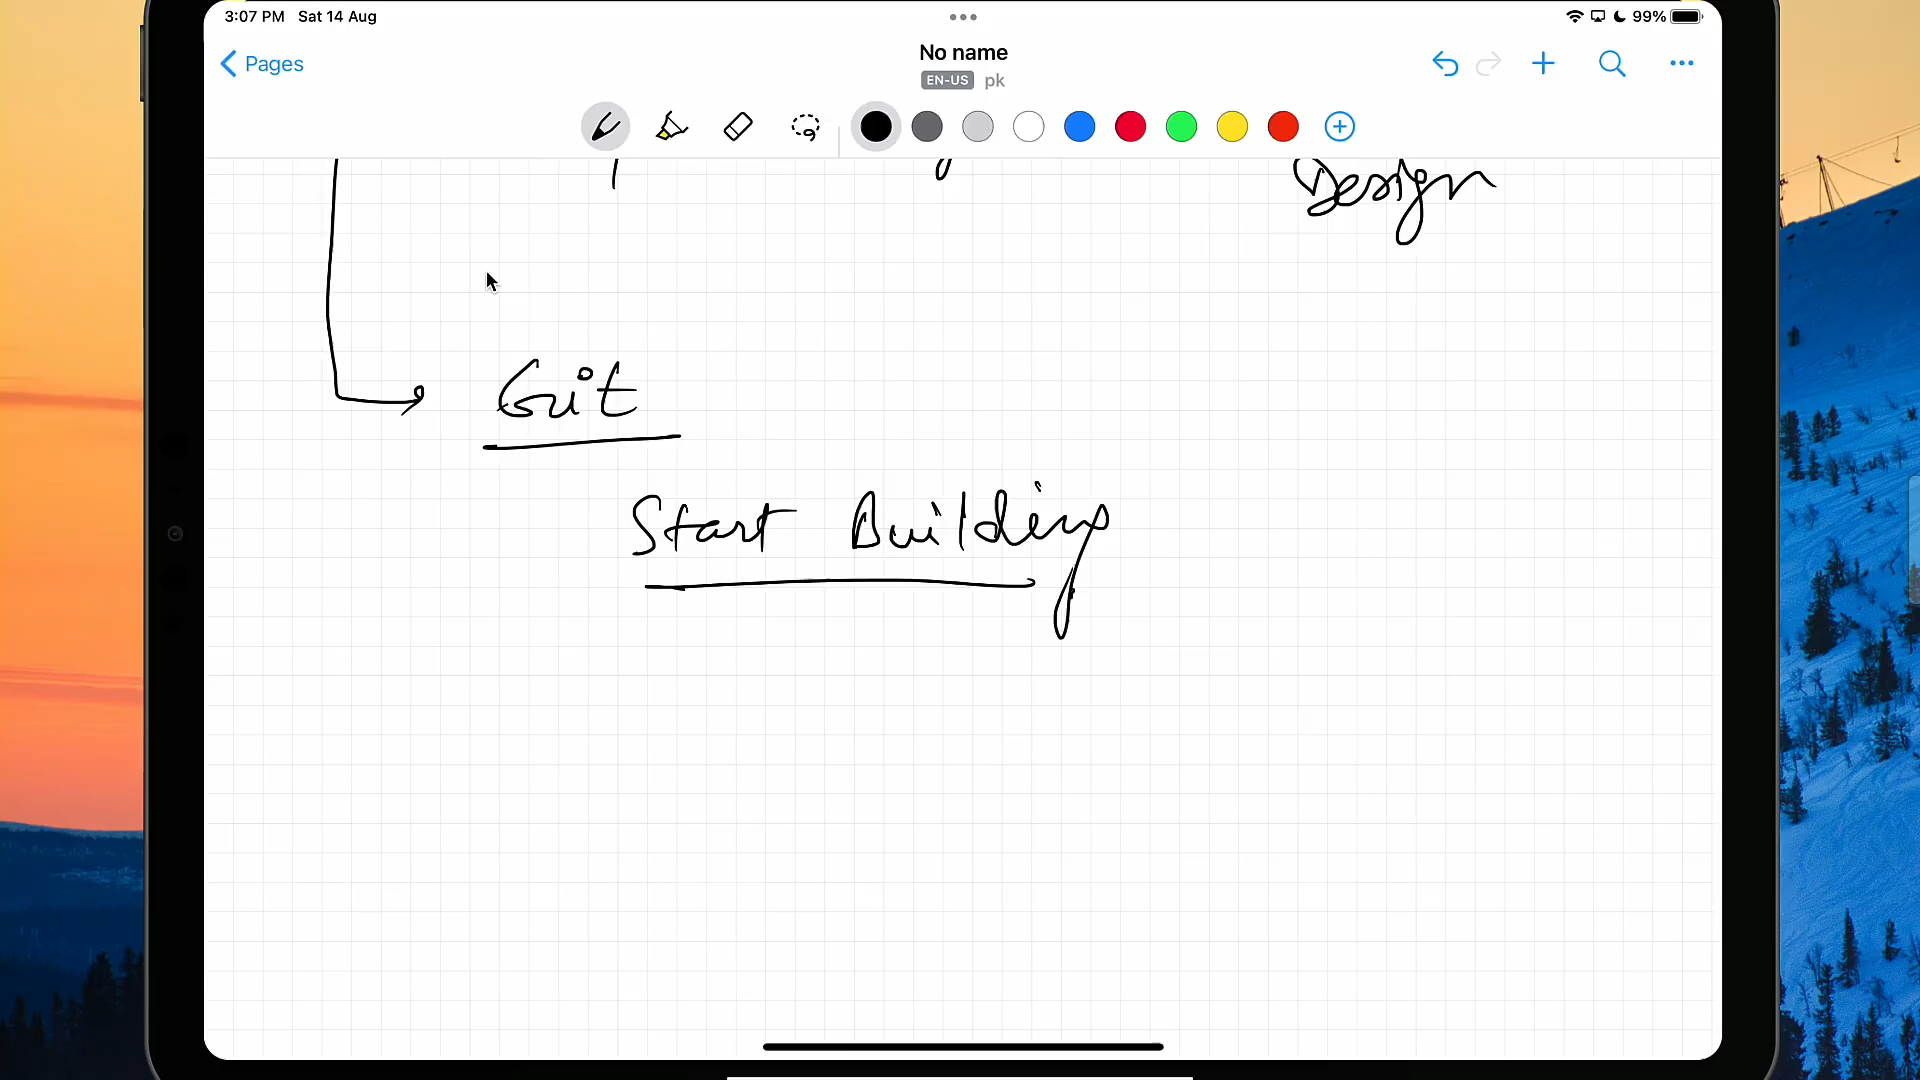 3:07 PM Sat 14 Aug
99%
Pages
No name
EN-US pk
Design
Git
Start Building